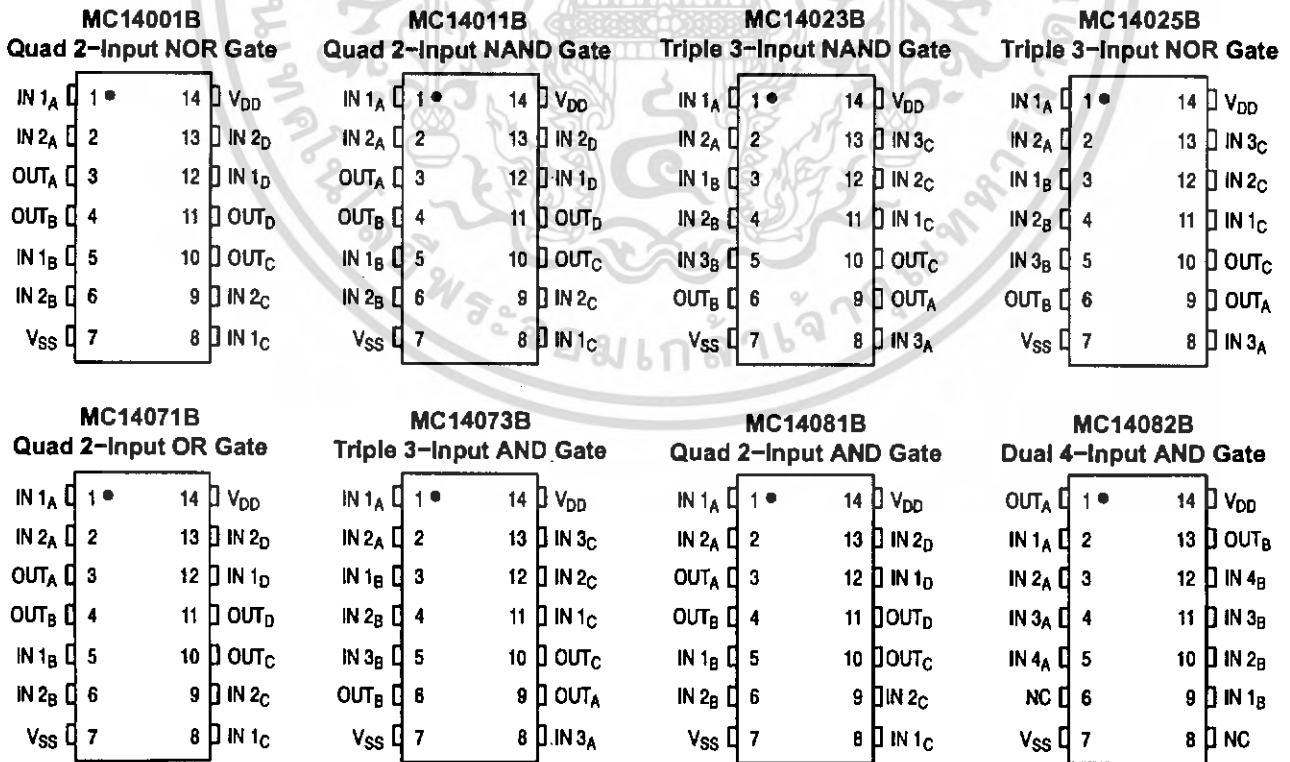 MC14001B
Quad 2–Input NOR Gate
IN 1A 1 14 VDD
IN 2A 2 13 IN 2D
OUTA 3 12 IN 1D
OUTB 4 11 OUTD
IN 1B 5 10 OUTC
IN 2B 6 9 IN 2C
VSS 7 8 IN 1C
MC14011B
Quad 2–Input NAND Gate
IN 1A 1 14 VDD
IN 2A 2 13 IN 2D
OUTA 3 12 IN 1D
OUTB 4 11 OUTD
IN 1B 5 10 OUTC
IN 2B 6 9 IN 2C
VSS 7 8 IN 1C
MC14023B
Triple 3–Input NAND Gate
IN 1A 1 14 VDD
IN 2A 2 13 IN 3C
IN 1B 3 12 IN 2C
IN 2B 4 11 IN 1C
IN 3B 5 10 OUTC
OUTB 6 9 OUTA
VSS 7 8 IN 3A
MC14025B
Triple 3–Input NOR Gate
IN 1A 1 14 VDD
IN 2A 2 13 IN 3C
IN 1B 3 12 IN 2C
IN 2B 4 11 IN 1C
IN 3B 5 10 OUTC
OUTB 6 9 OUTA
VSS 7 8 IN 3A
MC14071B
Quad 2–Input OR Gate
IN 1A 1 14 VDD
IN 2A 2 13 IN 2D
OUTA 3 12 IN 1D
OUTB 4 11 OUTD
IN 1B 5 10 OUTC
IN 2B 6 9 IN 2C
VSS 7 8 IN 1C
MC14073B
Triple 3–Input AND Gate
IN 1A 1 14 VDD
IN 2A 2 13 IN 3C
IN 1B 3 12 IN 2C
IN 2B 4 11 IN 1C
IN 3B 5 10 OUTC
OUTB 6 9 OUTA
VSS 7 8 IN 3A
MC14081B
Quad 2–Input AND Gate
IN 1A 1 14 VDD
IN 2A 2 13 IN 2D
OUTA 3 12 IN 1D
OUTB 4 11 OUTD
IN 1B 5 10 OUTC
IN 2B 6 9 IN 2C
VSS 7 8 IN 1C
MC14082B
Dual 4–Input AND Gate
OUTA 1 14 VDD
IN 1A 2 13 OUTB
IN 2A 3 12 IN 4B
IN 3A 4 11 IN 3B
IN 4A 5 10 IN 2B
NC 6 9 IN 1B
VSS 7 8 NC